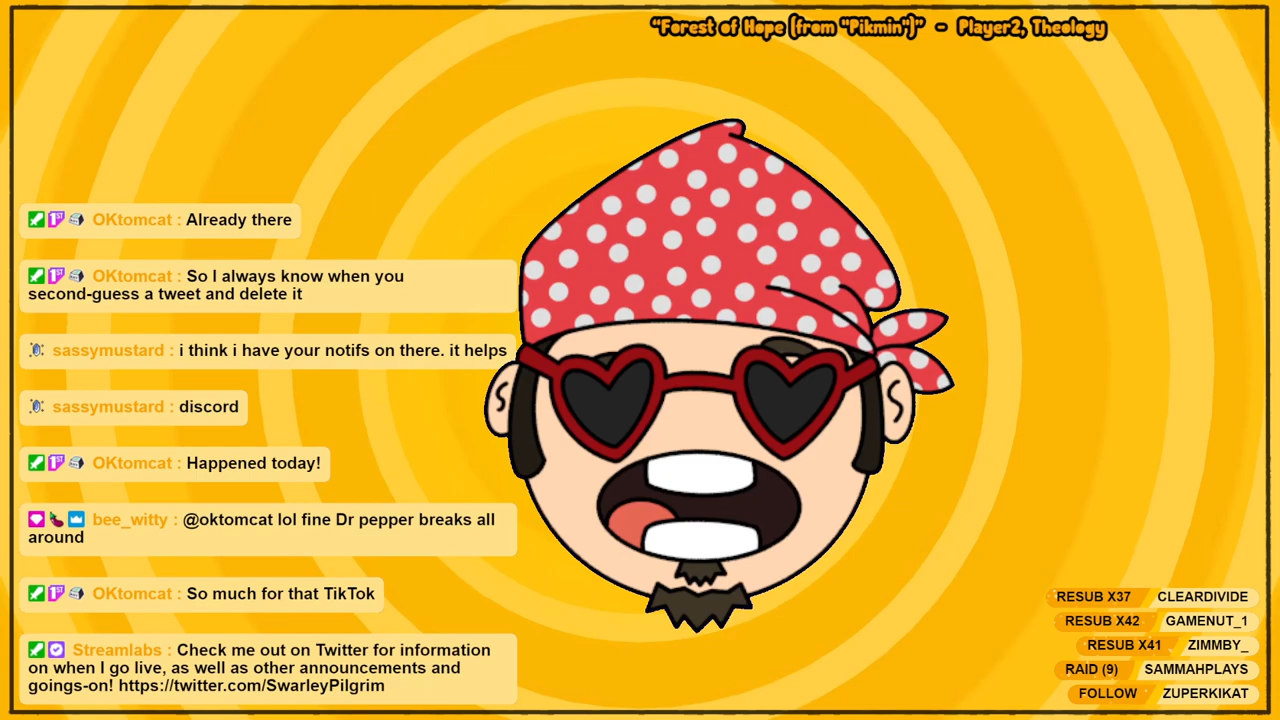 "Forest of Hope (from "Pikmin")" - Player2, Theology
OKtomcat : Already there
OKtomcat : So I always know when you
second-guess a tweet and delete it
sassymustard : i think i have your notifs on there. it helps
sassymustard : discord
OKtomcat : Happened today!
bee_witty : @oktomcat lol fine Dr pepper breaks all
around
OKtomcat : So much for that TikTok
Streamlabs : Check me out on Twitter for information
on when I go live, as well as other announcements and
goings-on! https://twitter.com/SwarleyPilgrim
RESUB X37 CLEARDIVIDE
RESUB X42 GAMENUT_1
RESUB X41 ZIMMBY_
RAID (9) SAMMAHPLAYS
FOLLOW ZUPERKIKAT